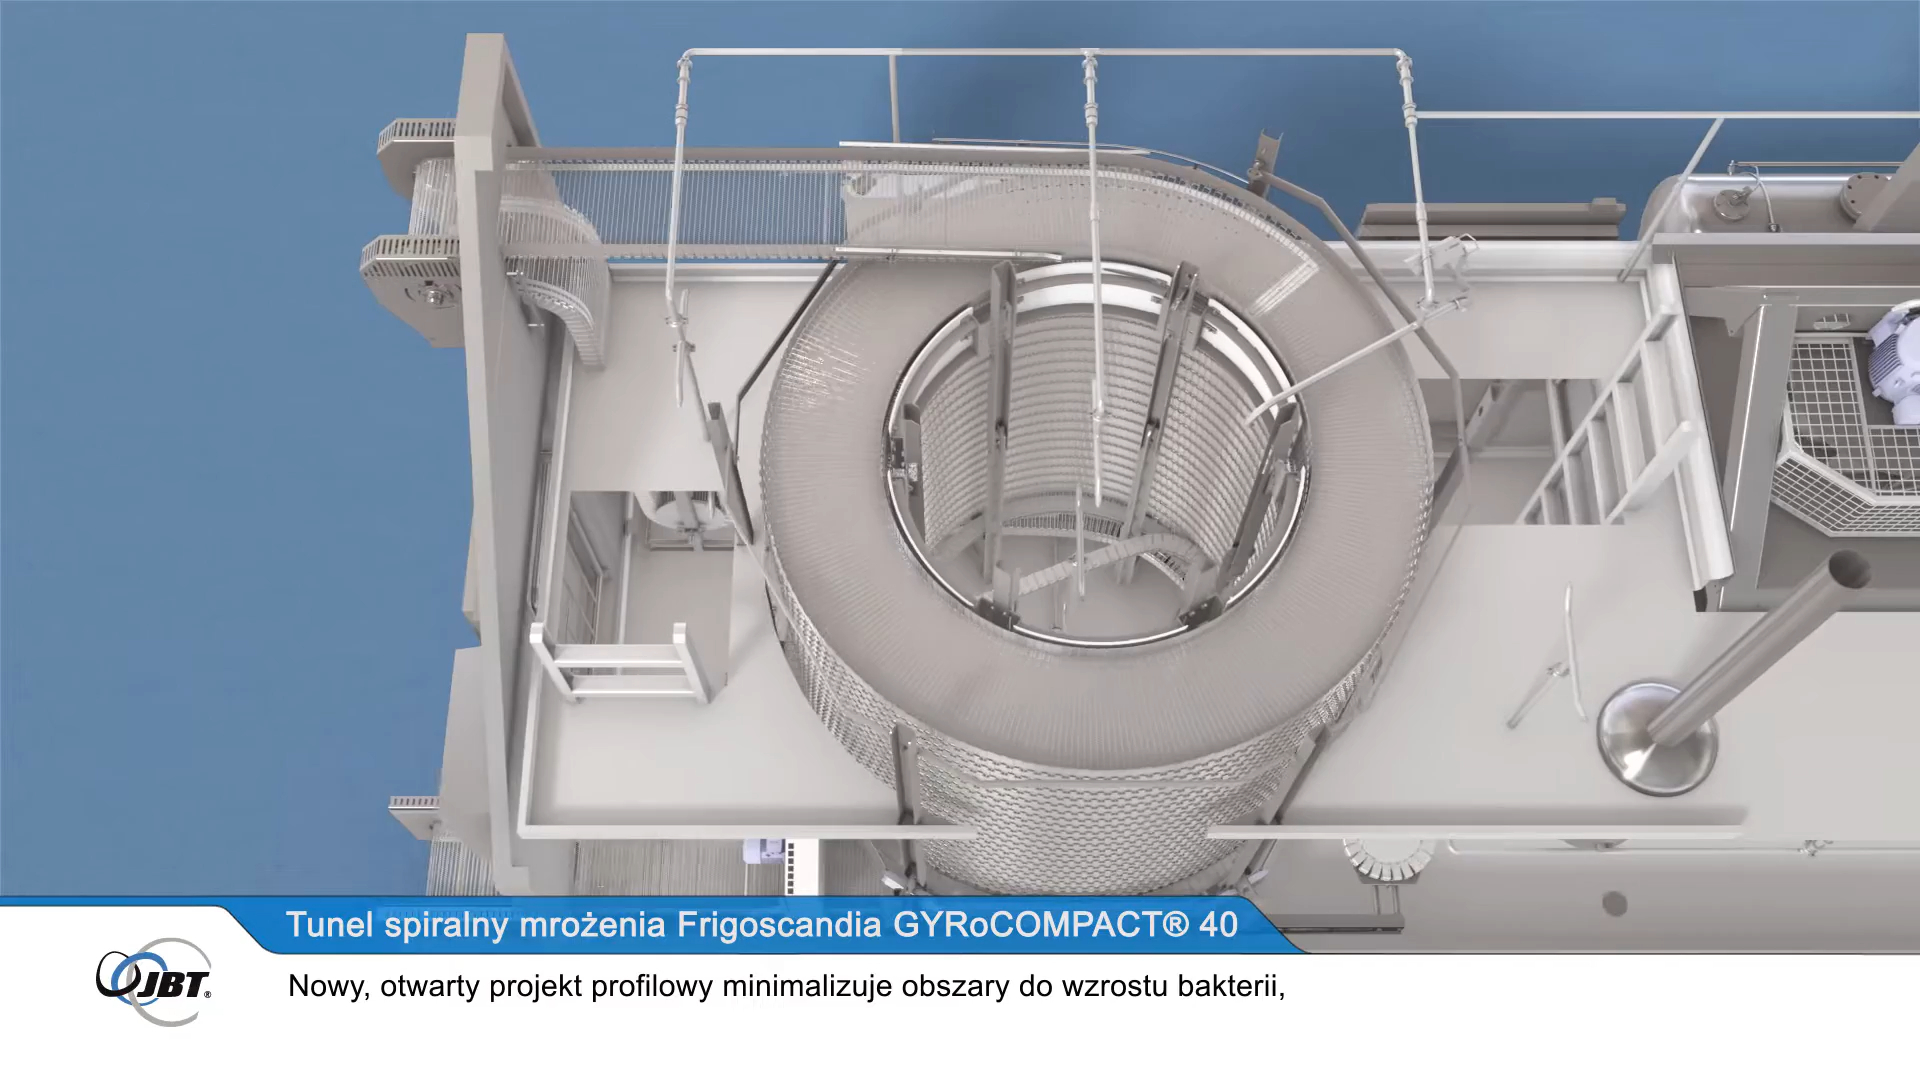 Tunel spiralny mrożenia Frigoscandia GYRoCOMPACT® 40
JBT®
Nowy, otwarty projekt profilowy minimalizuje obszary do wzrostu bakterii,